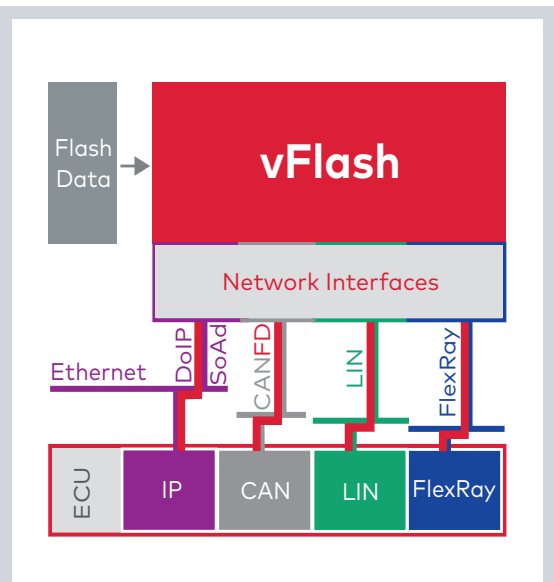 Flash
Data
vFlash
Network Interfaces
Ethernet
DoIP
SoAd
CANFD
LIN
FlexRay
ECU
IP
CAN
LIN
FlexRay